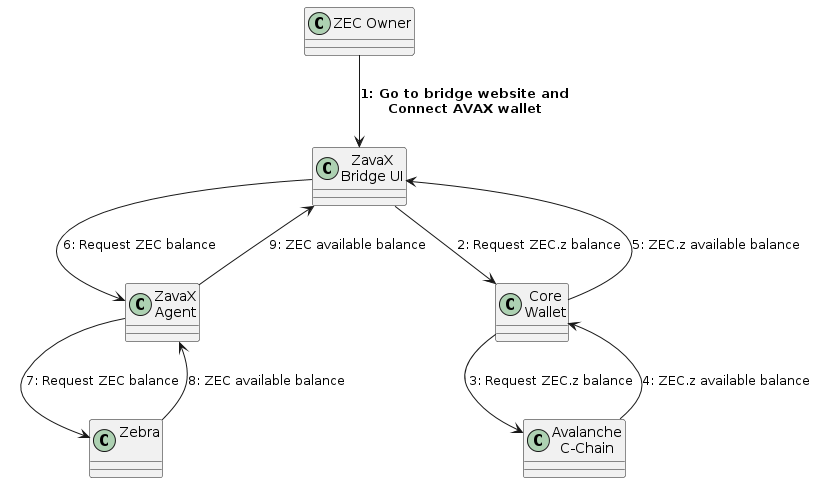 C ZEC Owner
1: Go to bridge website and
Connect AVAX wallet
C ZavaX
Bridge UI
6: Request ZEC balance
9: ZEC available balance
2: Request ZEC.z balance
5: ZEC.z available balance
C ZavaX
Agent
C Core
Wallet
7: Request ZEC balance
8: ZEC available balance
3: Request ZEC.z balance
4: ZEC.z available balance
C Zebra
C Avalanche
C-Chain